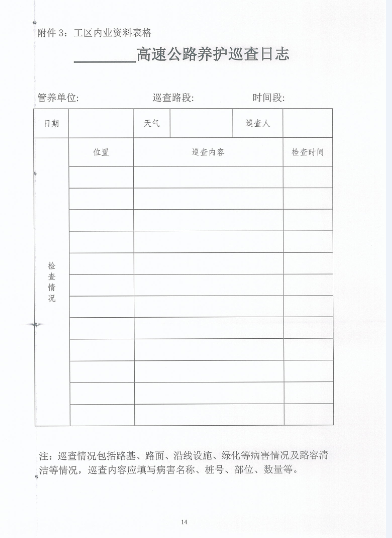 附件 3：工区内业资料表格
________高速公路养护巡查日志
管养单位: 巡查路段: 时间段:
日期 天气 巡查人
位置 巡查内容 检查时间
检查情况
注：巡查情况包括路基、路面、沿线设施、绿化等病害情况及路容清
洁等情况，巡查内容应填写病害名称、桩号、部位、数量等。
14